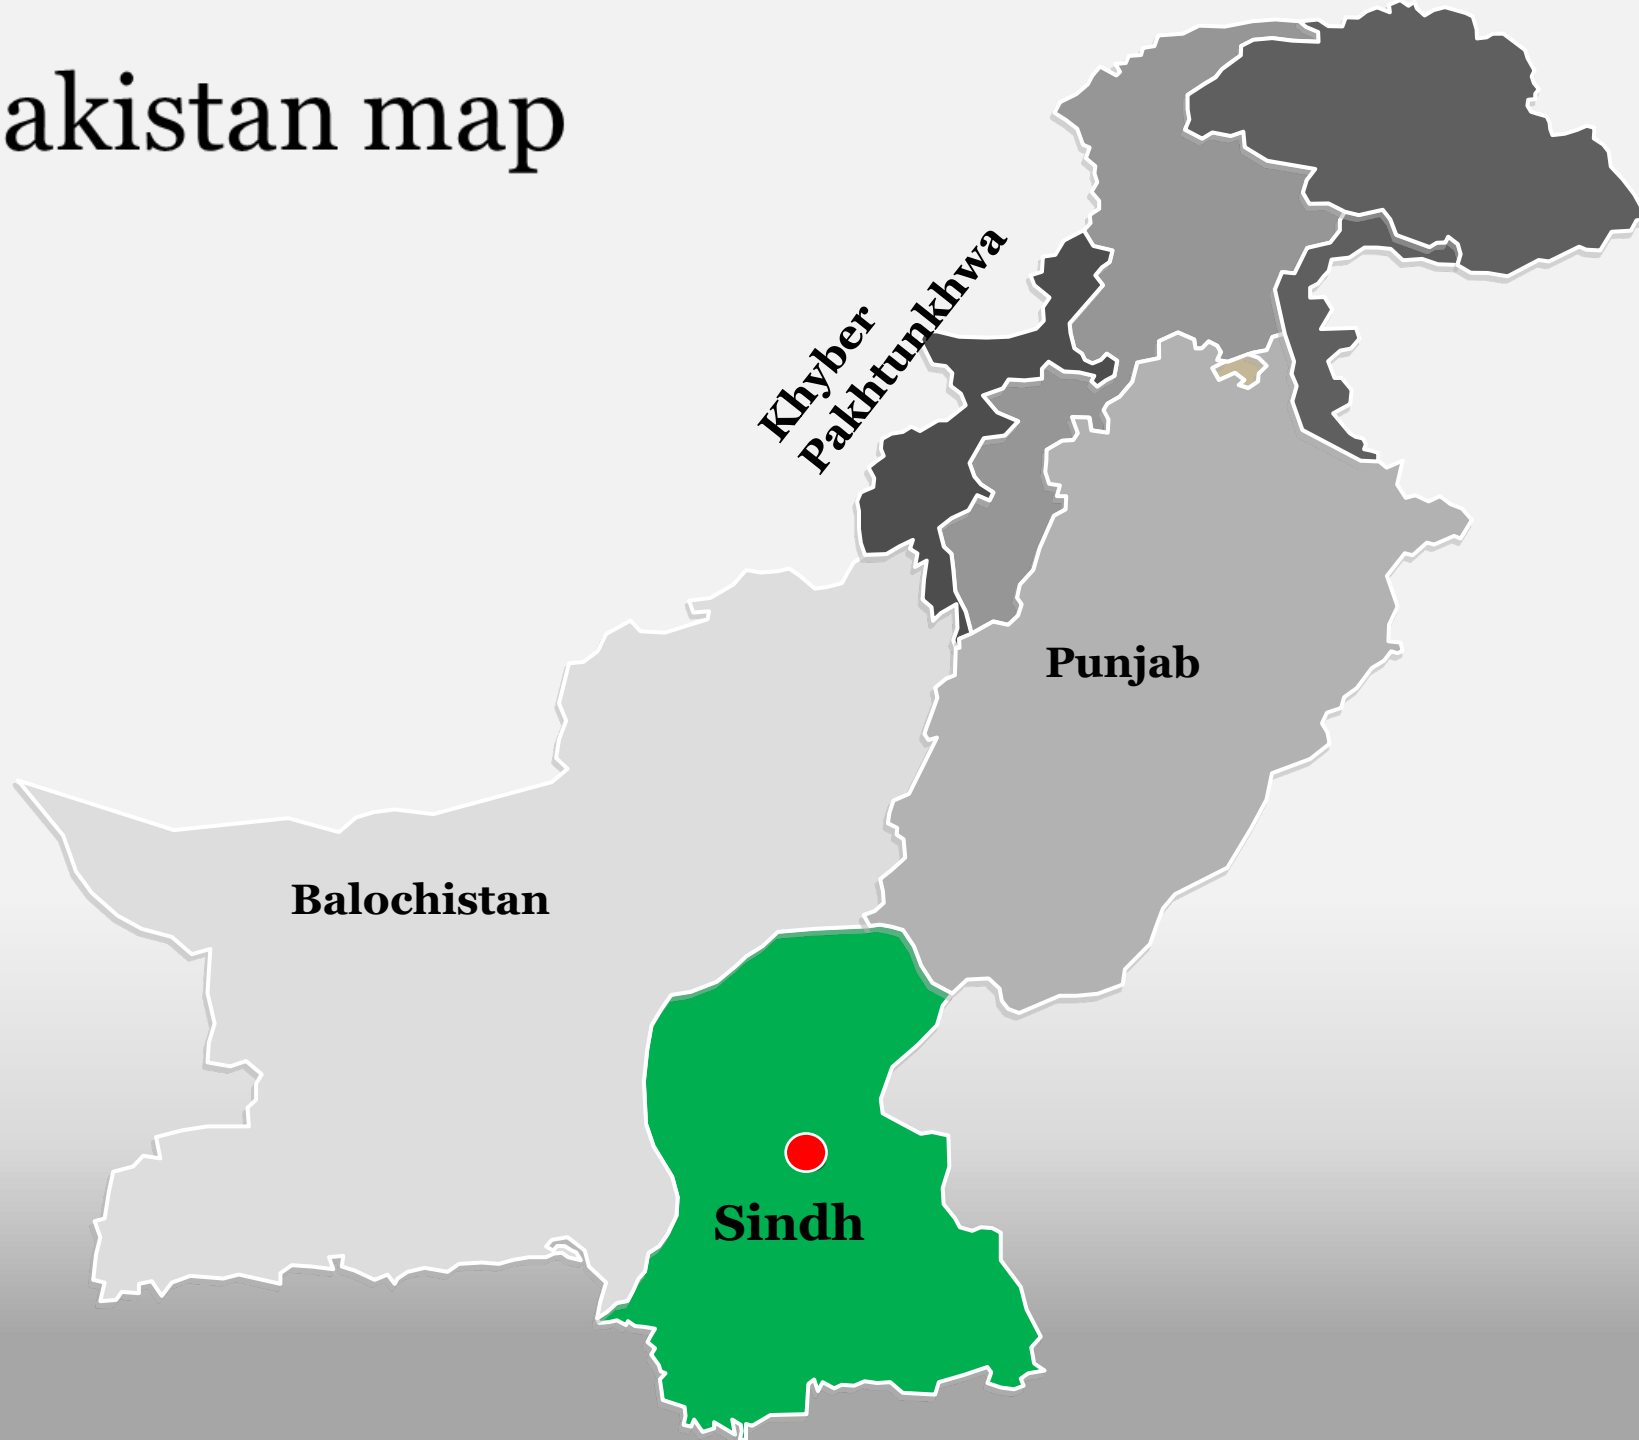 akistan map
Khyber
Pakhtunkhwa
Punjab
Balochistan
Sindh